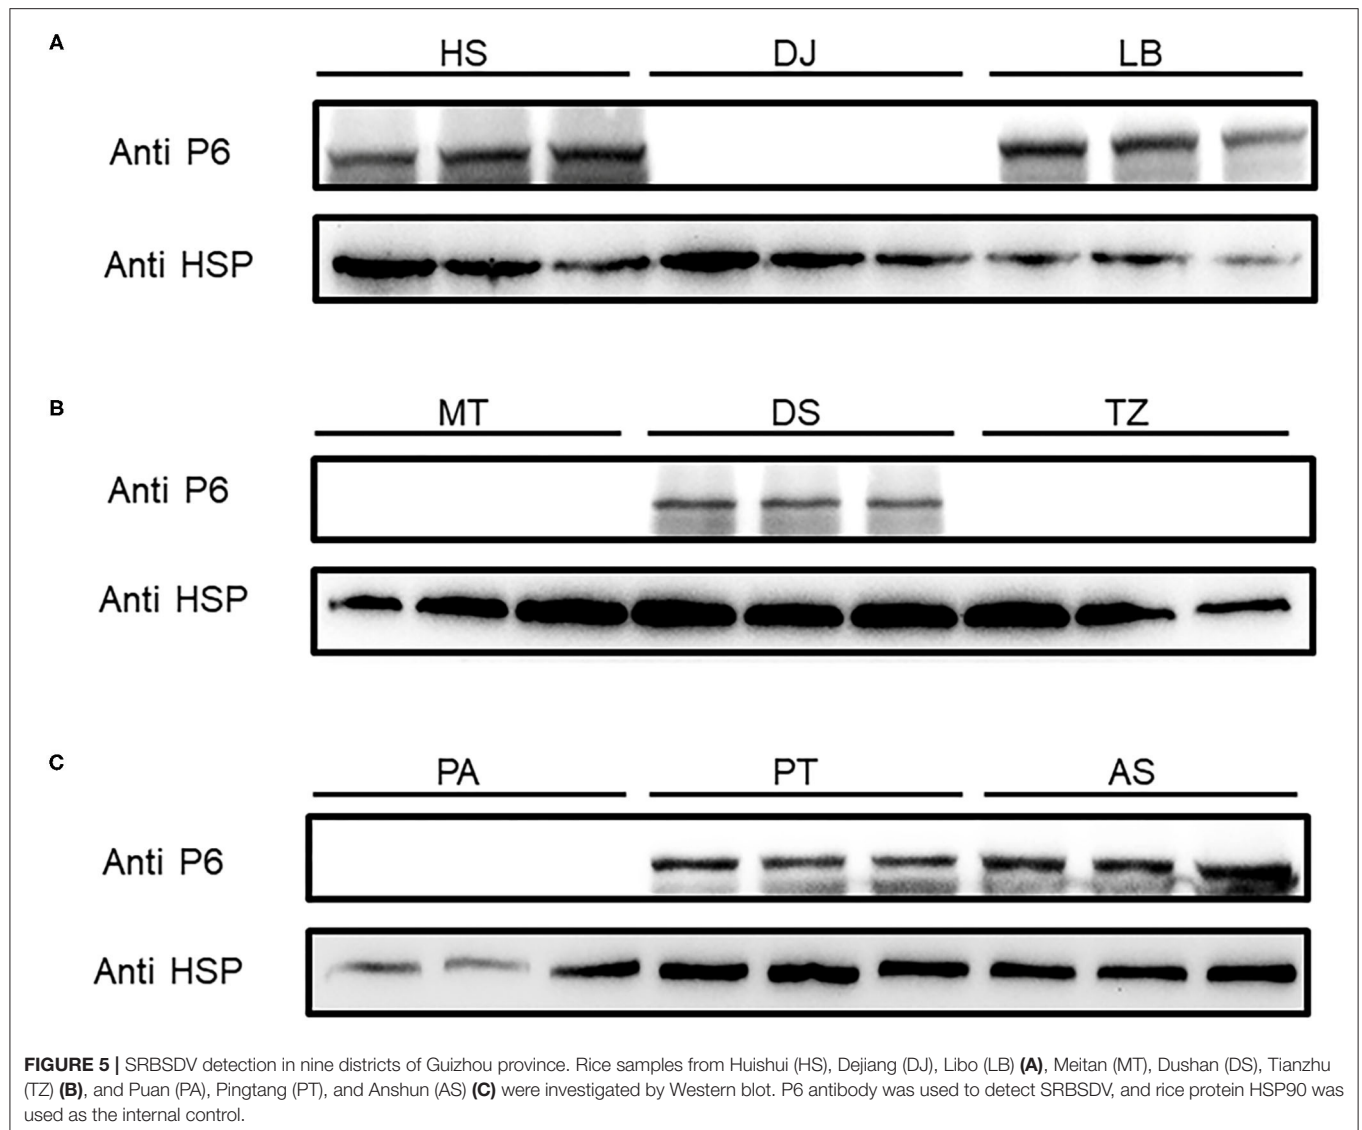 A
HS DJ LB
Anti P6
Anti HSP
B
MT DS TZ
Anti P6
Anti HSP
C
PA PT AS
Anti P6
Anti HSP
FIGURE 5 | SRBSDV detection in nine districts of Guizhou province. Rice samples from Huishui (HS), Dejiang (DJ), Libo (LB) (A), Meitan (MT), Dushan (DS), Tianzhu
(TZ) (B), and Puan (PA), Pingtang (PT), and Anshun (AS) (C) were investigated by Western blot. P6 antibody was used to detect SRBSDV, and rice protein HSP90 was
used as the internal control.